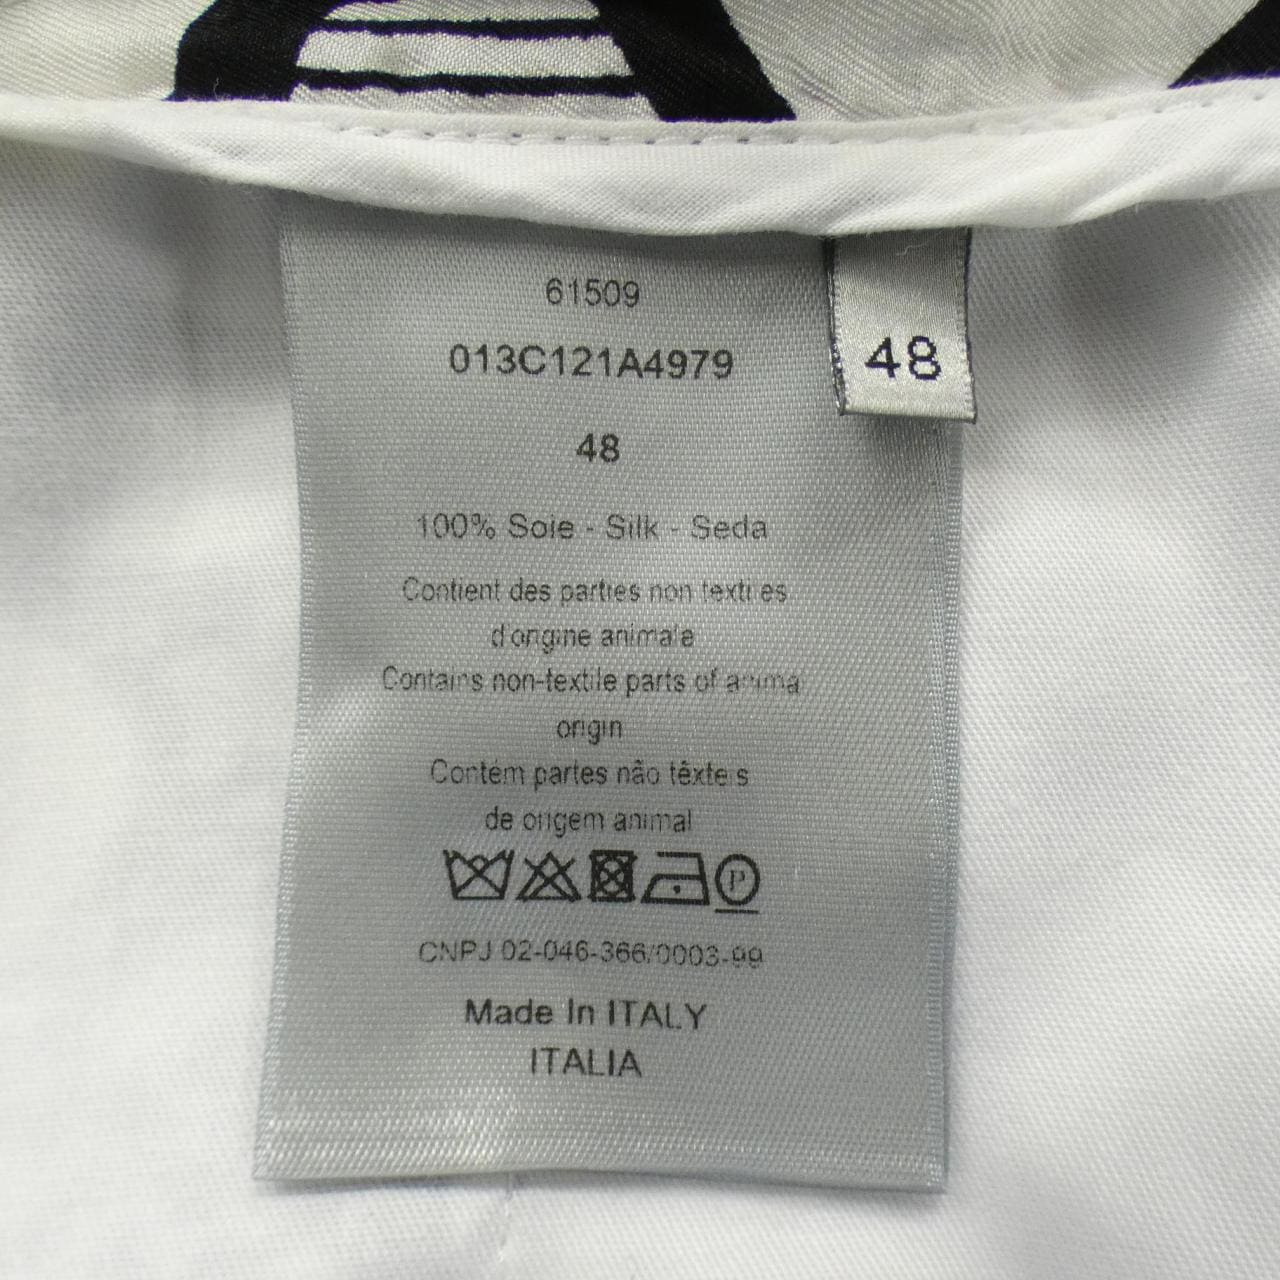 61509
013C121A4979
48
48
100% Soie - Silk - Seda
Contient des parties non textiles
d'origine animale
Contains non-textile parts of animal
origin
Contém partes não têxteis
de origem animal
P
CNPJ 02-046-366/0003-99
Made In ITALY
ITALIA